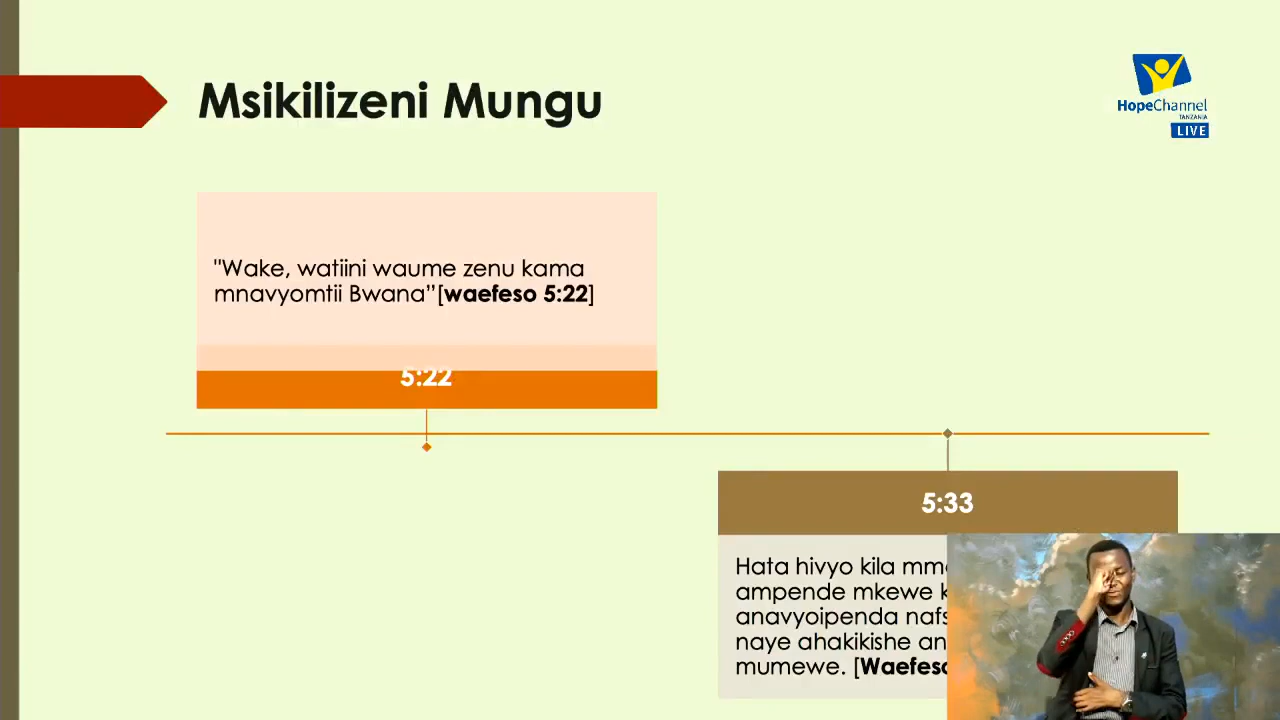 Msikilizeni Mungu
HopeChannel
TANZANIA
LIVE
"Wake, watiini waume zenu kama
mnavyomtii Bwana”[waefeso 5:22]
5:22
5:33
Hata hivyo kila
ampende mkewe
anavyoipenda
naye ahakikishe
mumewe.